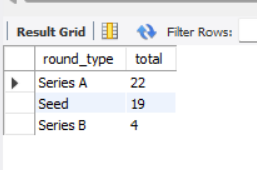 Result Grid Filter Rows:
round_type total
Series A 22
Seed 19
Series B 4